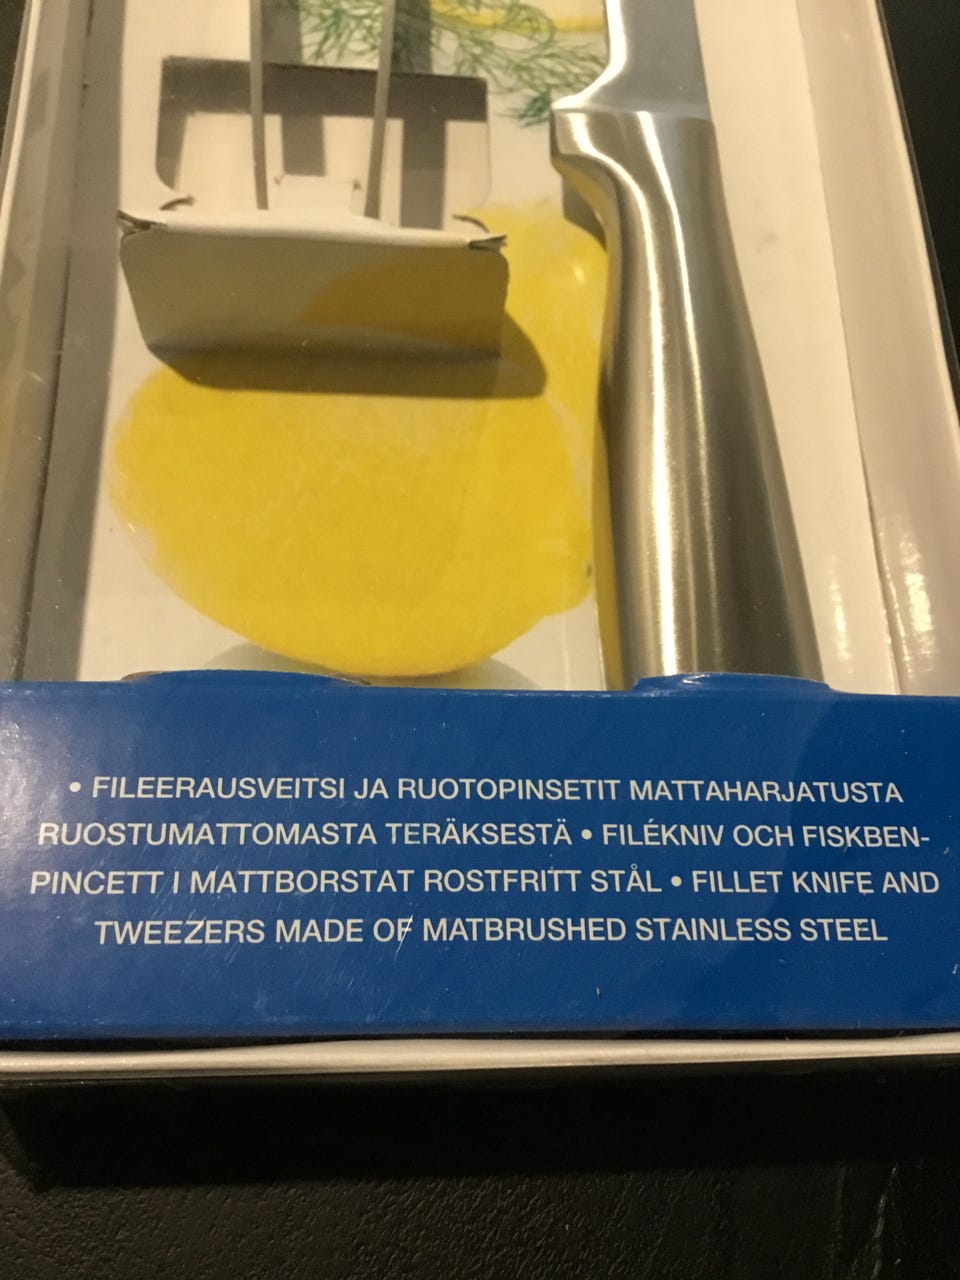 • FILEERAUSVEITSI JA RUOTOPINSETIT MATTAHARJATUSTA
RUOSTUMATTOMASTA TERÄKSESTÄ • FILÉKNIV OCH FISKBEN-
PINCETT I MATTBORSTAT ROSTFRITT STÅL • FILLET KNIFE AND
TWEEZERS MADE OF MATBRUSHED STAINLESS STEEL